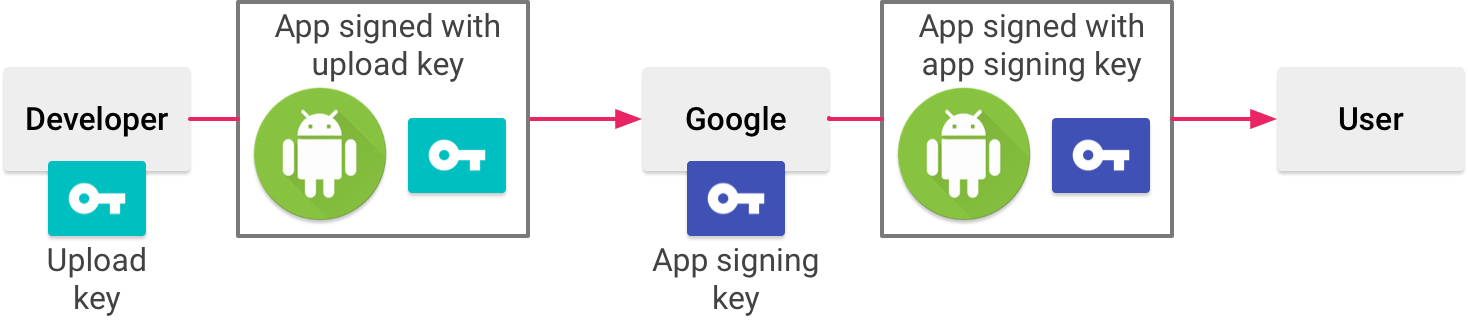 App signed with
upload key
App signed with
app signing key
Developer
Google
User
Upload
key
App signing
key